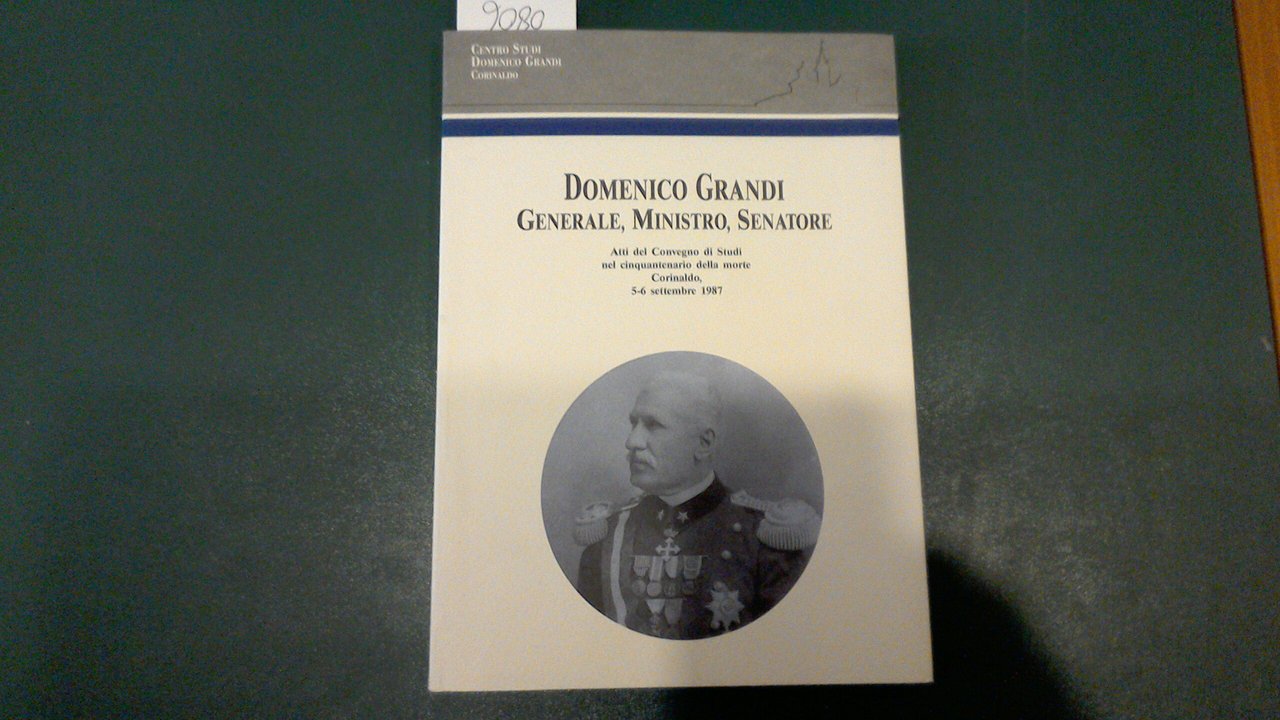 9080
CENTRO STUDI
DOMENICO GRANDI
CORINALDO
DOMENICO GRANDI
GENERALE, MINISTRO, SENATORE
Atti del Convegno di Studi
nel cinquantenario della morte
Corinaldo,
5-6 settembre 1987